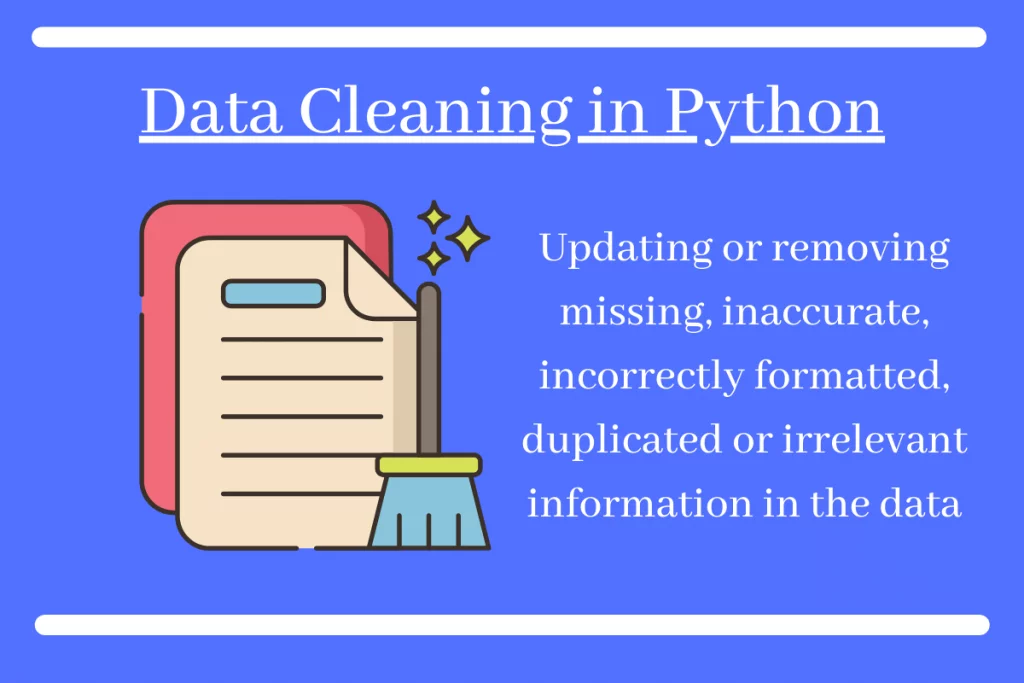 Data Cleaning in Python
Updating or removing
missing, inaccurate,
incorrectly formatted,
duplicated or irrelevant
information in the data